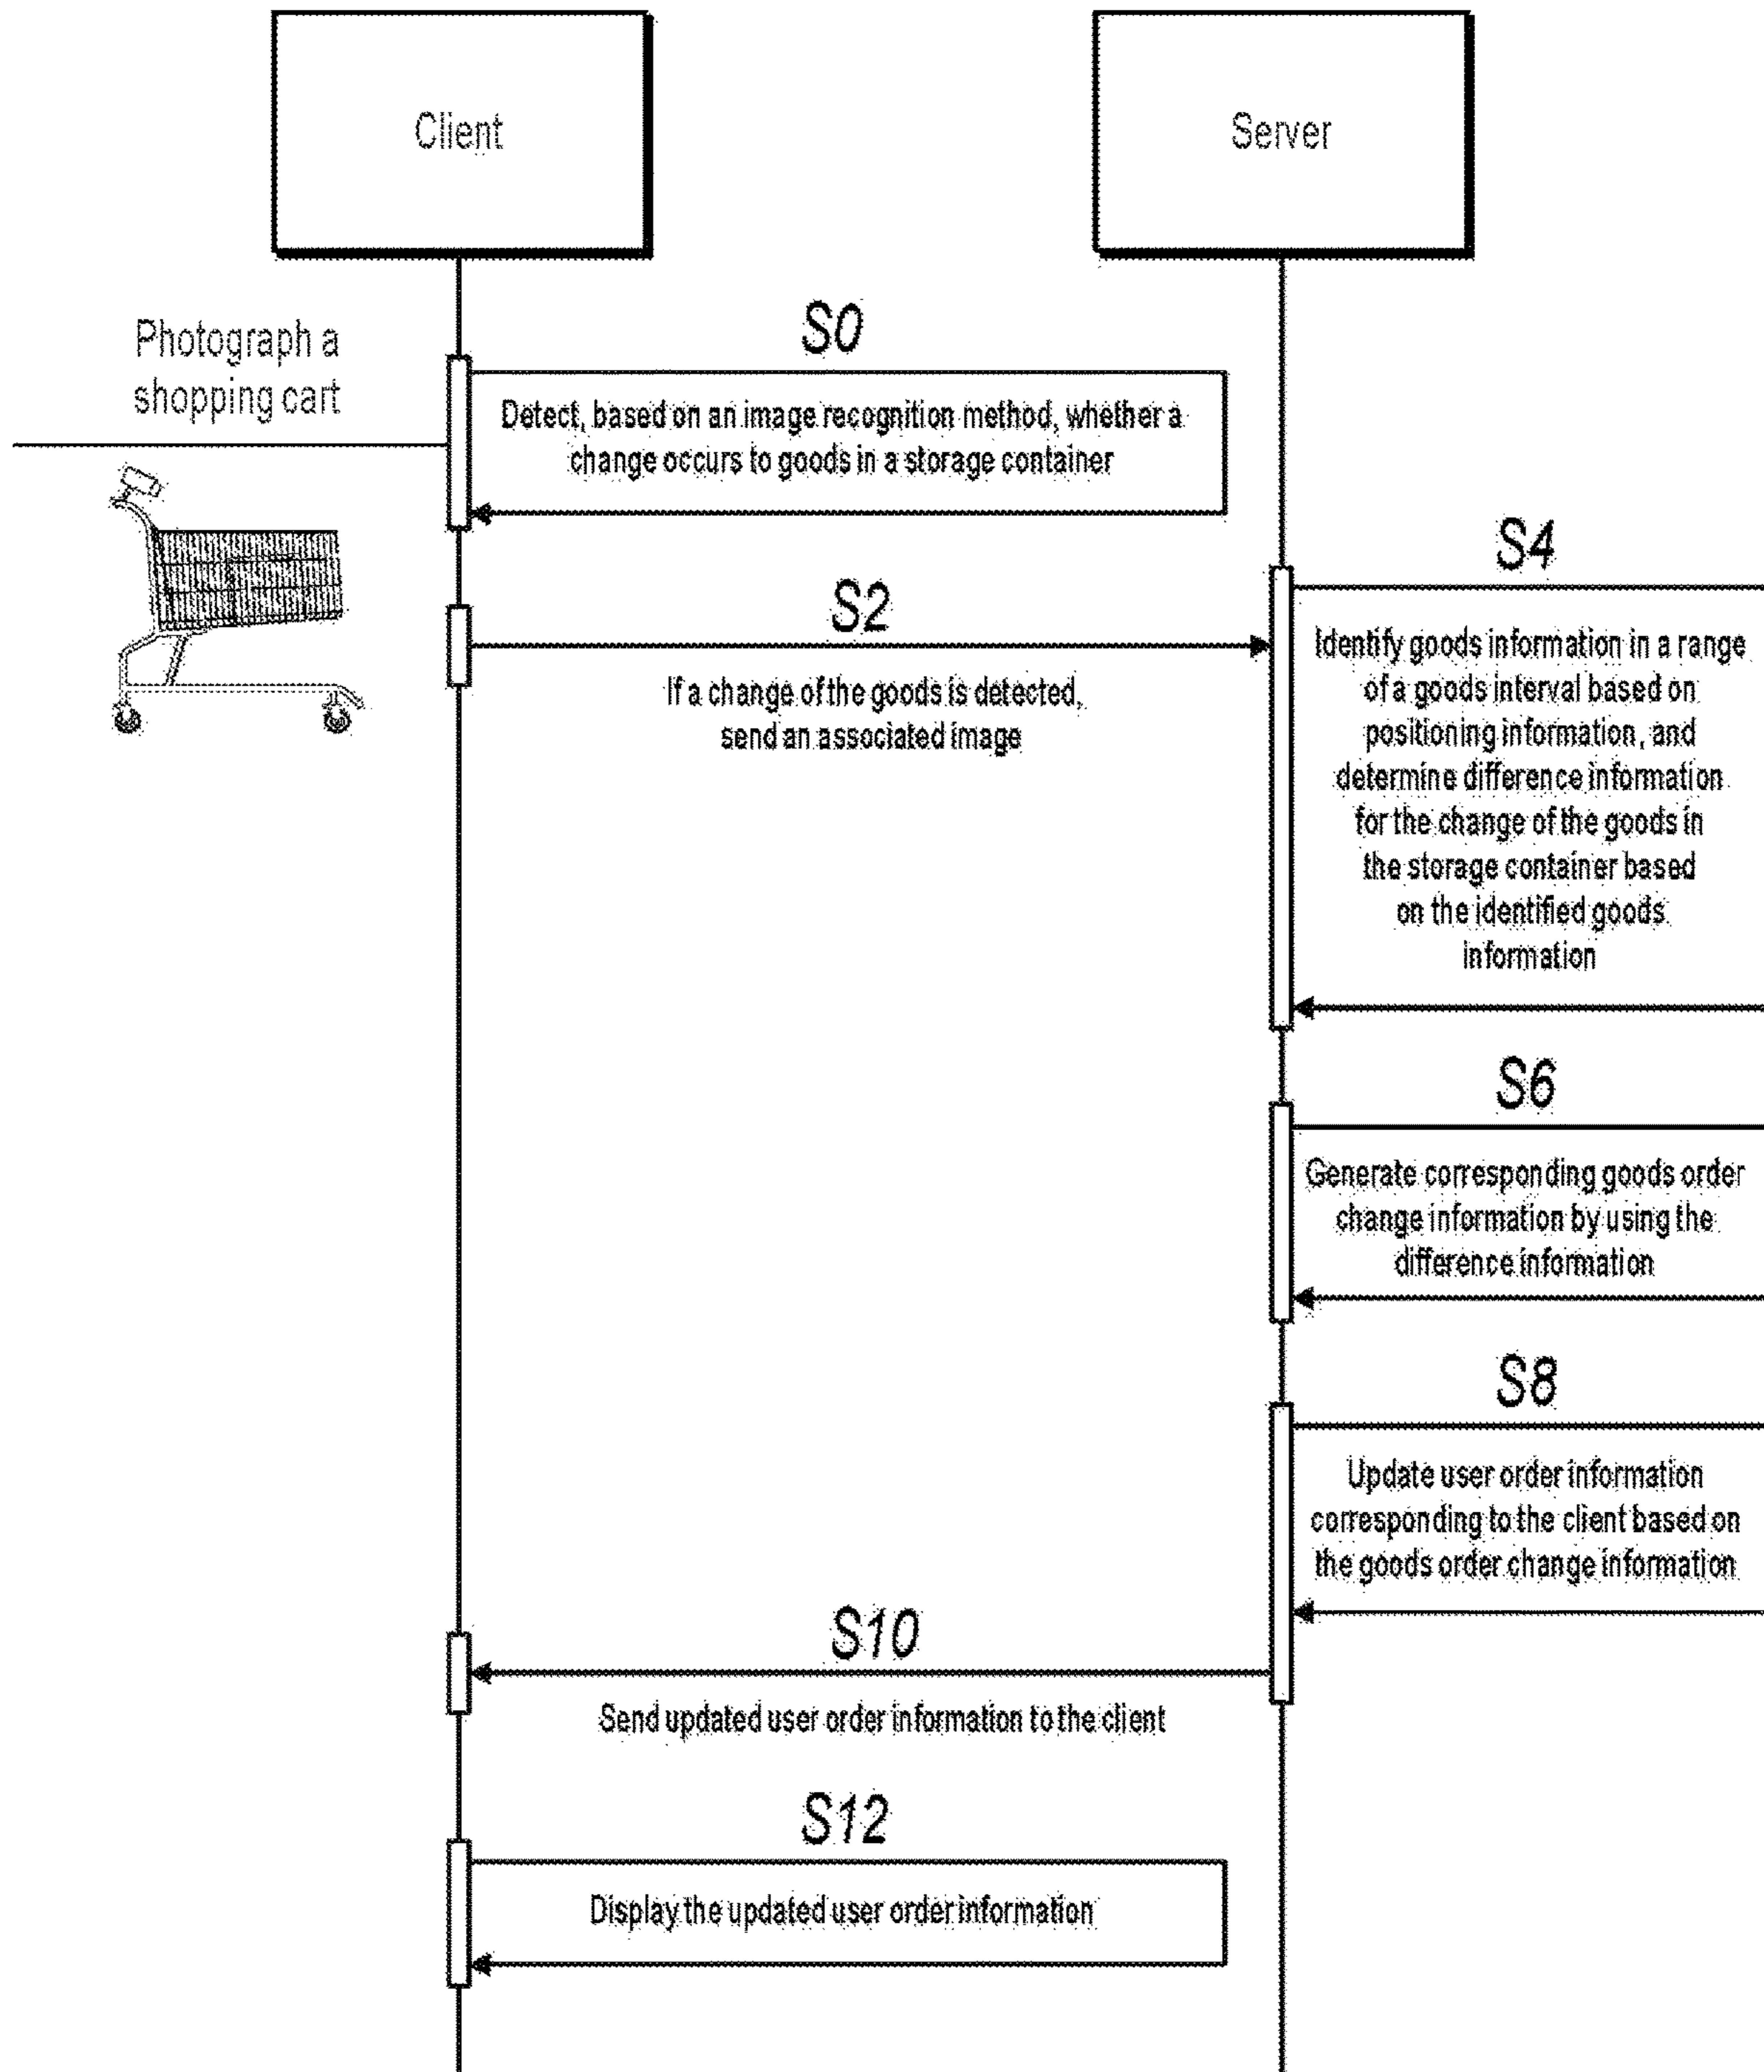 Client
Server
Photograph a
shopping cart
S0
Detect, based on an image recognition method, whether a
change occurs to goods in a storage container
S2
If a change of the goods is detected,
send an associated image
S4
Identify goods information in a range
of a goods interval based on
positioning information, and
determine difference information
for the change of the goods in
the storage container based
on the identified goods
information
S6
Generate corresponding goods order
change information by using the
difference information
S8
Update user order information
corresponding to the client based on
the goods order change information
S10
Send updated user order information to the client
S12
Display the updated user order information